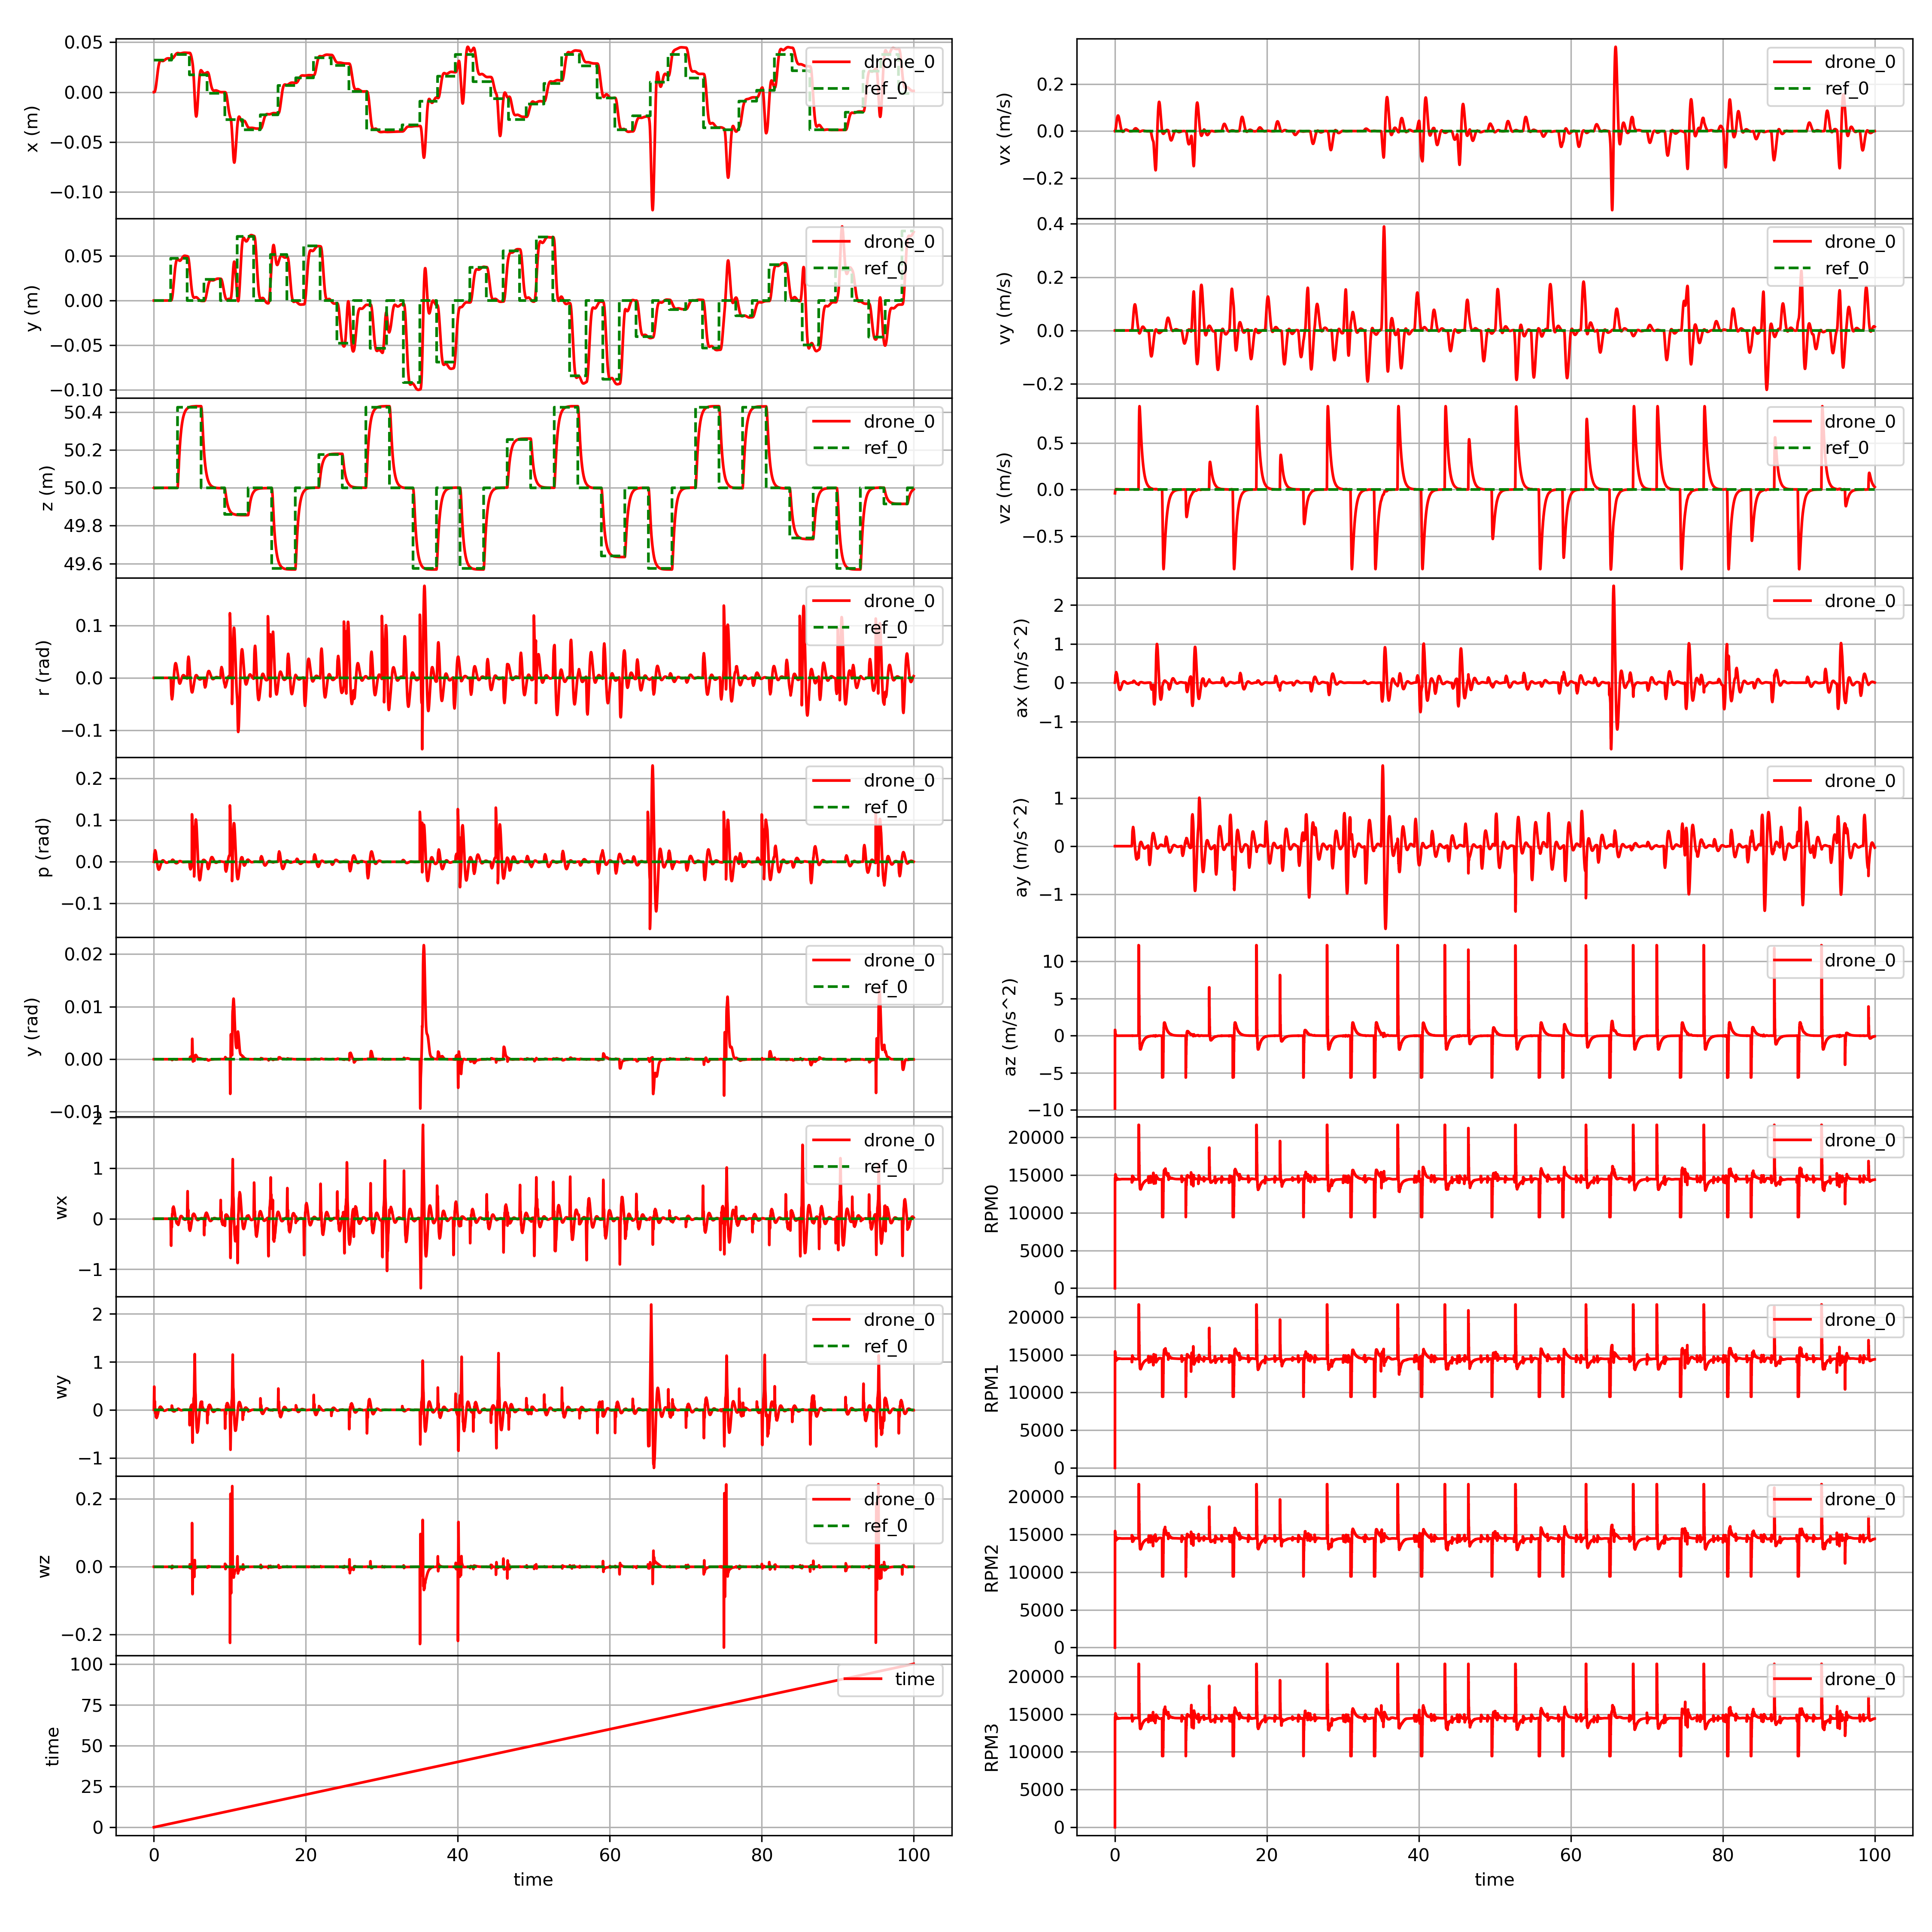 0.05
0.00
−0.05
−0.10
x (m)
drone_0
ref_0
0.05
0.00
−0.05
−0.10
y (m)
drone_0
ref_0
50.4
50.2
50.0
49.8
49.6
z (m)
drone_0
ref_0
0.1
0.0
−0.1
r (rad)
drone_0
ref_0
0.2
0.1
0.0
−0.1
p (rad)
drone_0
ref_0
0.02
0.01
0.00
−0.01
y (rad)
drone_0
ref_0
2
1
0
−1
wx
drone_0
ref_0
2
1
0
−1
wy
drone_0
ref_0
0.2
0.0
−0.2
wz
drone_0
ref_0
100
75
50
25
0
time
time
0 20 40 60 80 100
time
0.2
0.0
−0.2
vx (m/s)
drone_0
ref_0
0.4
0.2
0.0
−0.2
vy (m/s)
drone_0
ref_0
0.5
0.0
−0.5
vz (m/s)
drone_0
ref_0
2
1
0
−1
ax (m/s^2)
drone_0
1
0
−1
ay (m/s^2)
drone_0
10
5
0
−5
−10
az (m/s^2)
drone_0
20000
15000
10000
5000
0
RPM0
drone_0
20000
15000
10000
5000
0
RPM1
drone_0
20000
15000
10000
5000
0
RPM2
drone_0
20000
15000
10000
5000
0
RPM3
drone_0
0 20 40 60 80 100
time